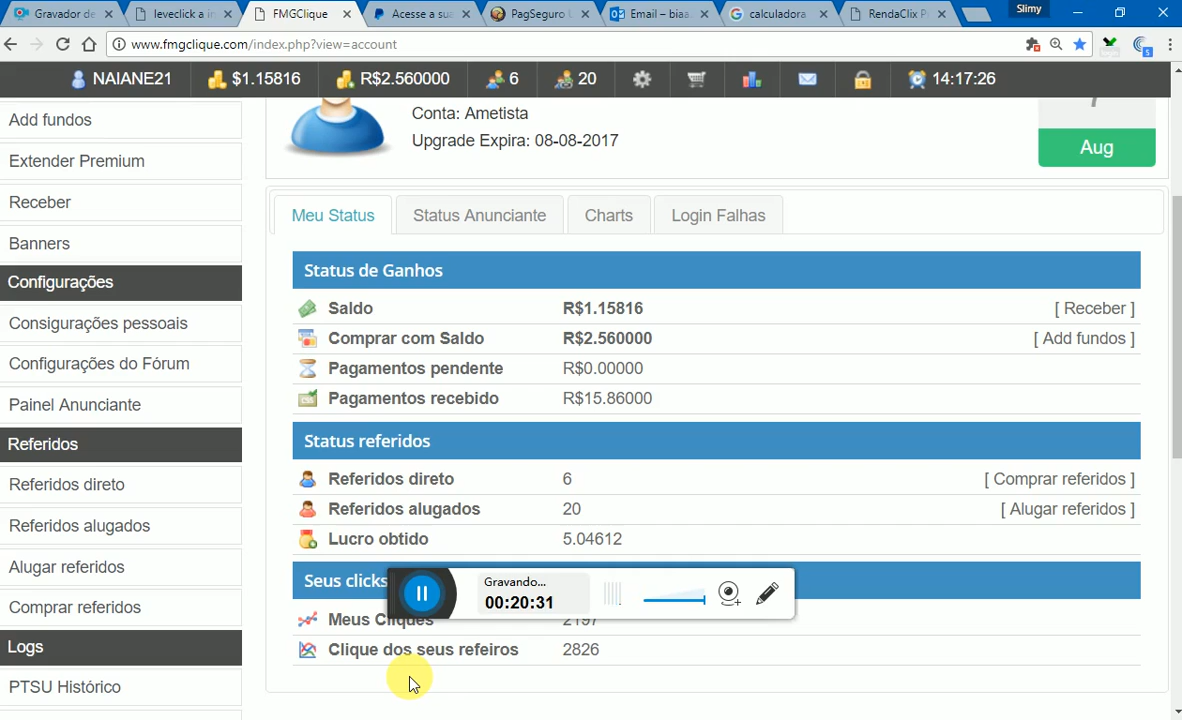 Gravador de
leveclick a in
FMGClique
Acesse a sua
PagSeguro U
Email – biaa
calculadora
RendaClix P
Slimy
www.fmgclique.com/index.php?view=account
5
NAIANE21
$1.15816
R$2.560000
6
20
14:17:26
Add fundos
Extender Premium
Receber
Banners
Configurações
Consigurações pessoais
Configurações do Fórum
Painel Anunciante
Referidos
Referidos direto
Referidos alugados
Alugar referidos
Comprar referidos
Logs
PTSU Histórico
Conta: Ametista
Upgrade Expira: 08-08-2017
Aug
Meu Status
Status Anunciante
Charts
Login Falhas
Status de Ganhos
Saldo R$1.15816 [ Receber ]
Comprar com Saldo R$2.560000 [ Add fundos ]
Pagamentos pendente R$0.00000
Pagamentos recebido R$15.86000
Status referidos
Referidos direto 6 [ Comprar referidos ]
Referidos alugados 20 [ Alugar referidos ]
Lucro obtido 5.04612
Seus clicks
Gravando...
00:20:31
Meus Cliques 2197
Clique dos seus refeiros 2826